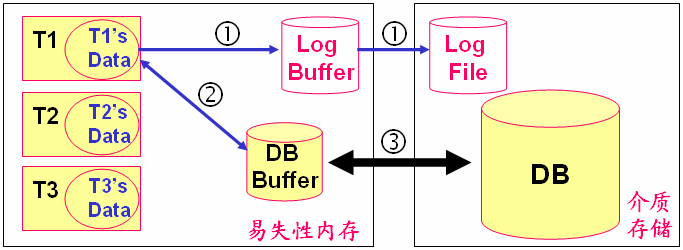 T1
T1's
Data
①
Log
Buffer
①
Log
File
②
T2
T2's
Data
DB
Buffer
③
DB
T3
T3's
Data
易失性内存
介质
存储